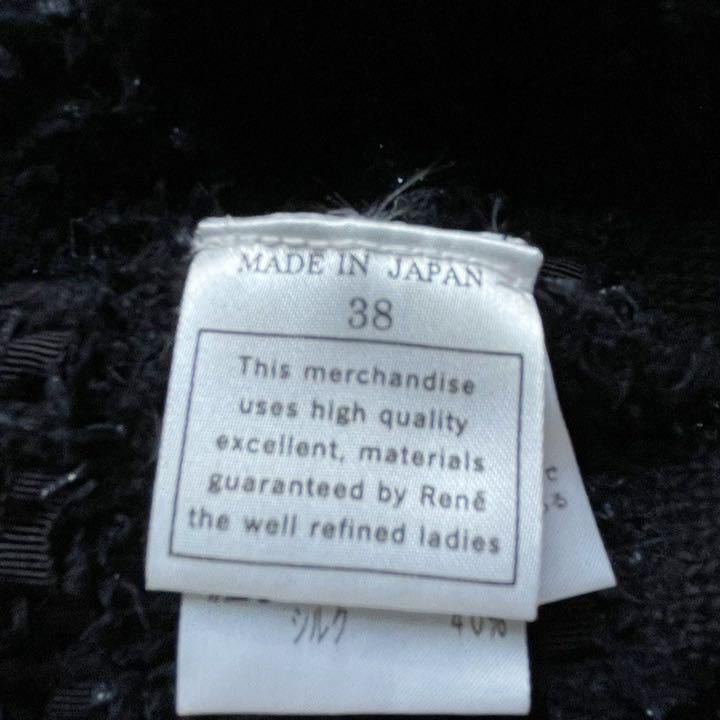 MADE IN JAPAN
38
This merchandise
uses high quality
excellent, materials
guaranteed by René
the well refined ladies
シルク 40%